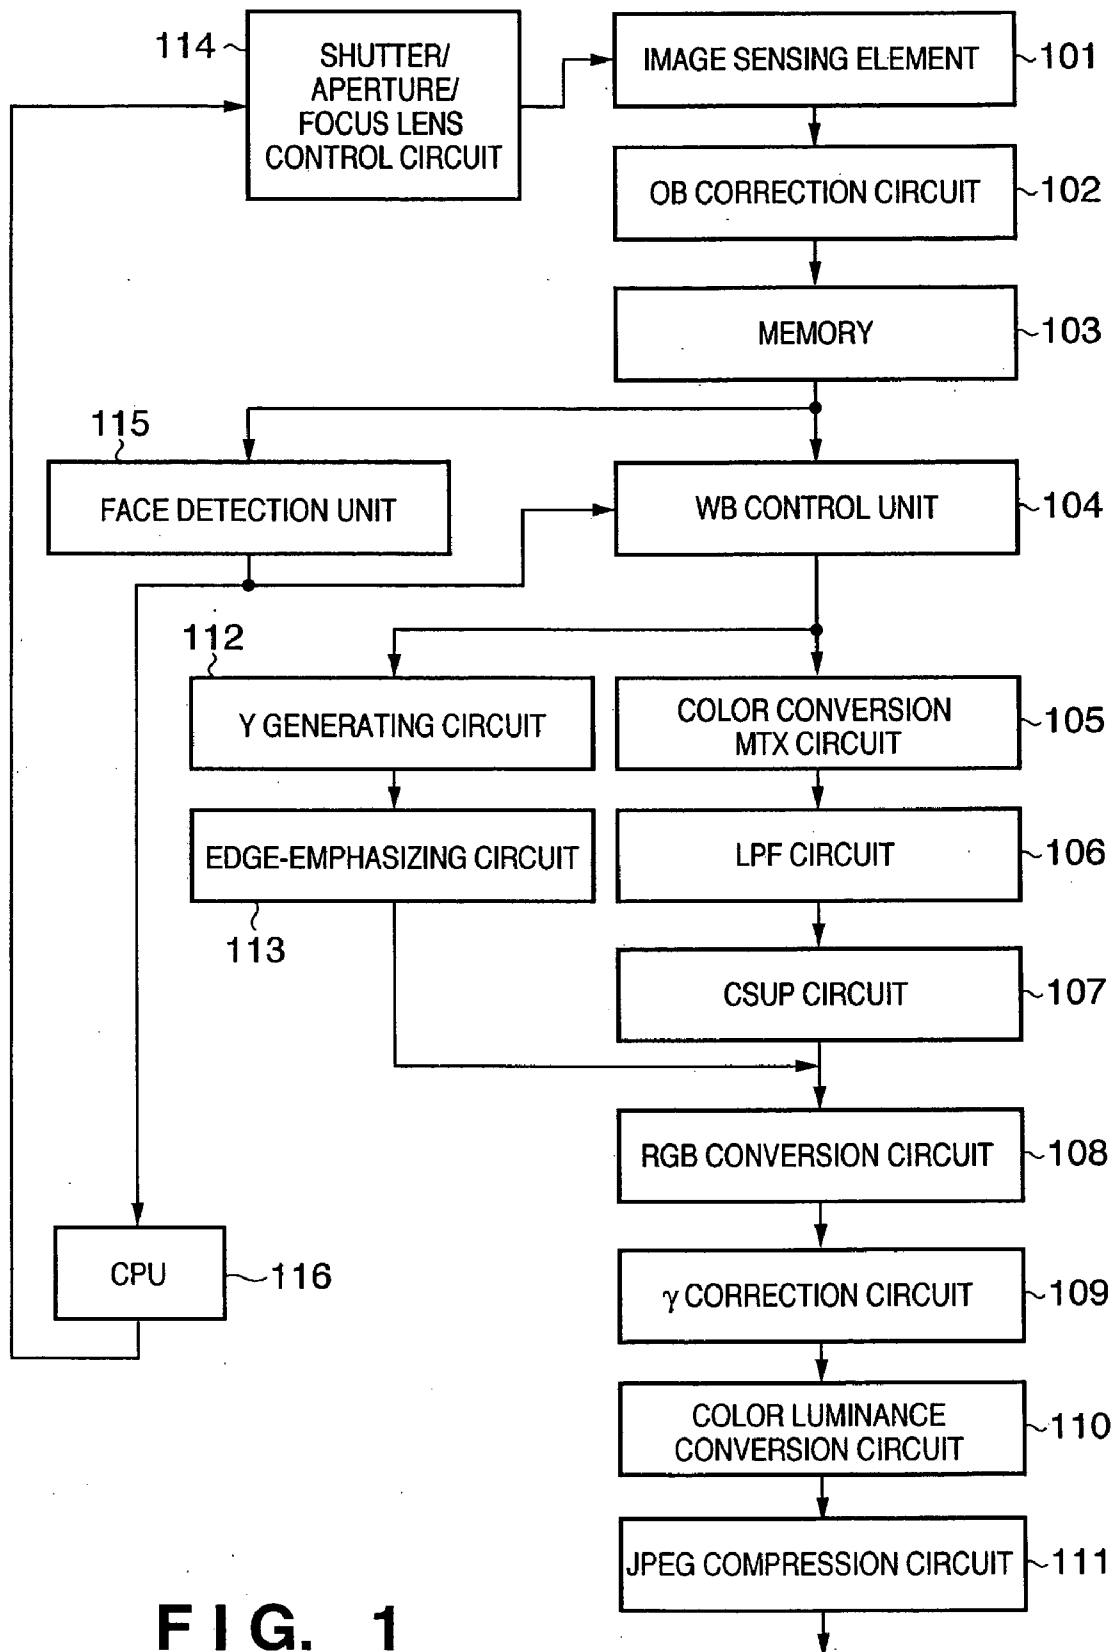 114
SHUTTER/
APERTURE/
FOCUS LENS
CONTROL CIRCUIT
IMAGE SENSING ELEMENT
101
OB CORRECTION CIRCUIT
102
MEMORY
103
115
FACE DETECTION UNIT
WB CONTROL UNIT
104
112
Y GENERATING CIRCUIT
COLOR CONVERSION
MTX CIRCUIT
105
EDGE-EMPHASIZING CIRCUIT
113
LPF CIRCUIT
106
CSUP CIRCUIT
107
RGB CONVERSION CIRCUIT
108
CPU
116
γ CORRECTION CIRCUIT
109
COLOR LUMINANCE
CONVERSION CIRCUIT
110
JPEG COMPRESSION CIRCUIT
111
FIG. 1